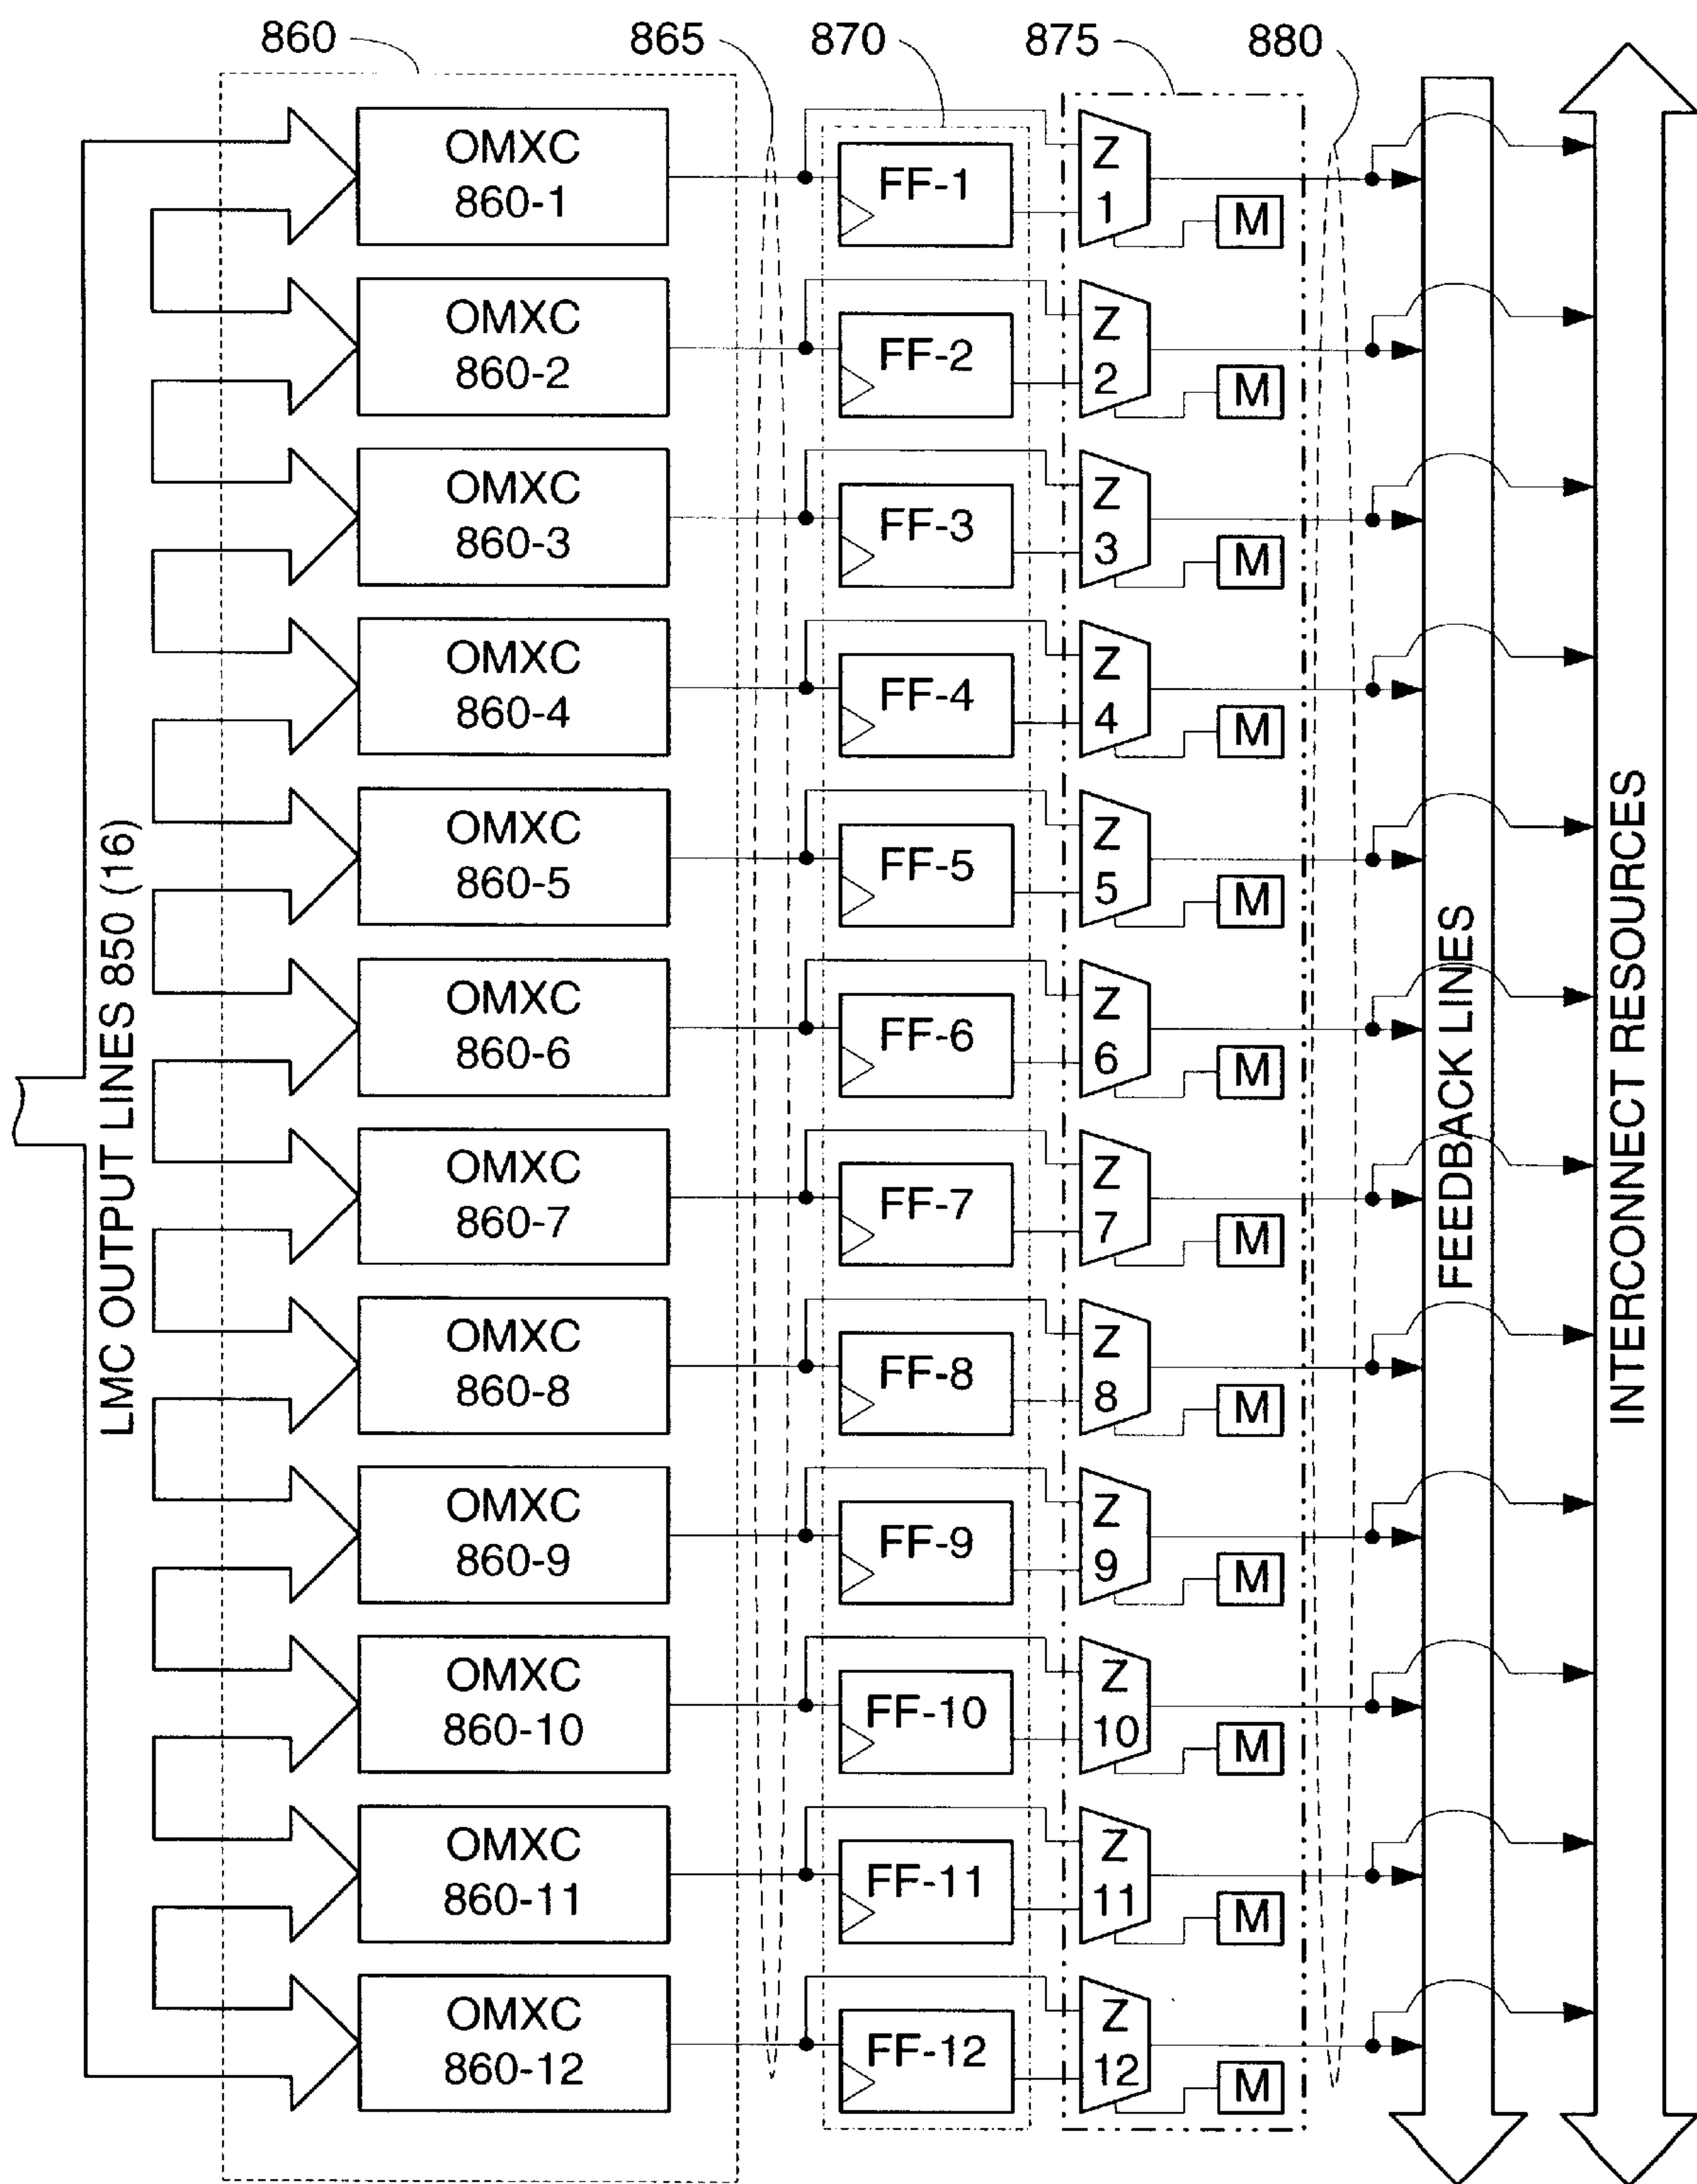 860
865
870
875
880
LMC OUTPUT LINES 850 (16)
OMXC
860-1
FF-1
Z
1
M
OMXC
860-2
FF-2
Z
2
M
OMXC
860-3
FF-3
Z
3
M
OMXC
860-4
FF-4
Z
4
M
OMXC
860-5
FF-5
Z
5
M
OMXC
860-6
FF-6
Z
6
M
OMXC
860-7
FF-7
Z
7
M
OMXC
860-8
FF-8
Z
8
M
OMXC
860-9
FF-9
Z
9
M
OMXC
860-10
FF-10
Z
10
M
OMXC
860-11
FF-11
Z
11
M
OMXC
860-12
FF-12
Z
12
M
FEEDBACK LINES
INTERCONNECT RESOURCES